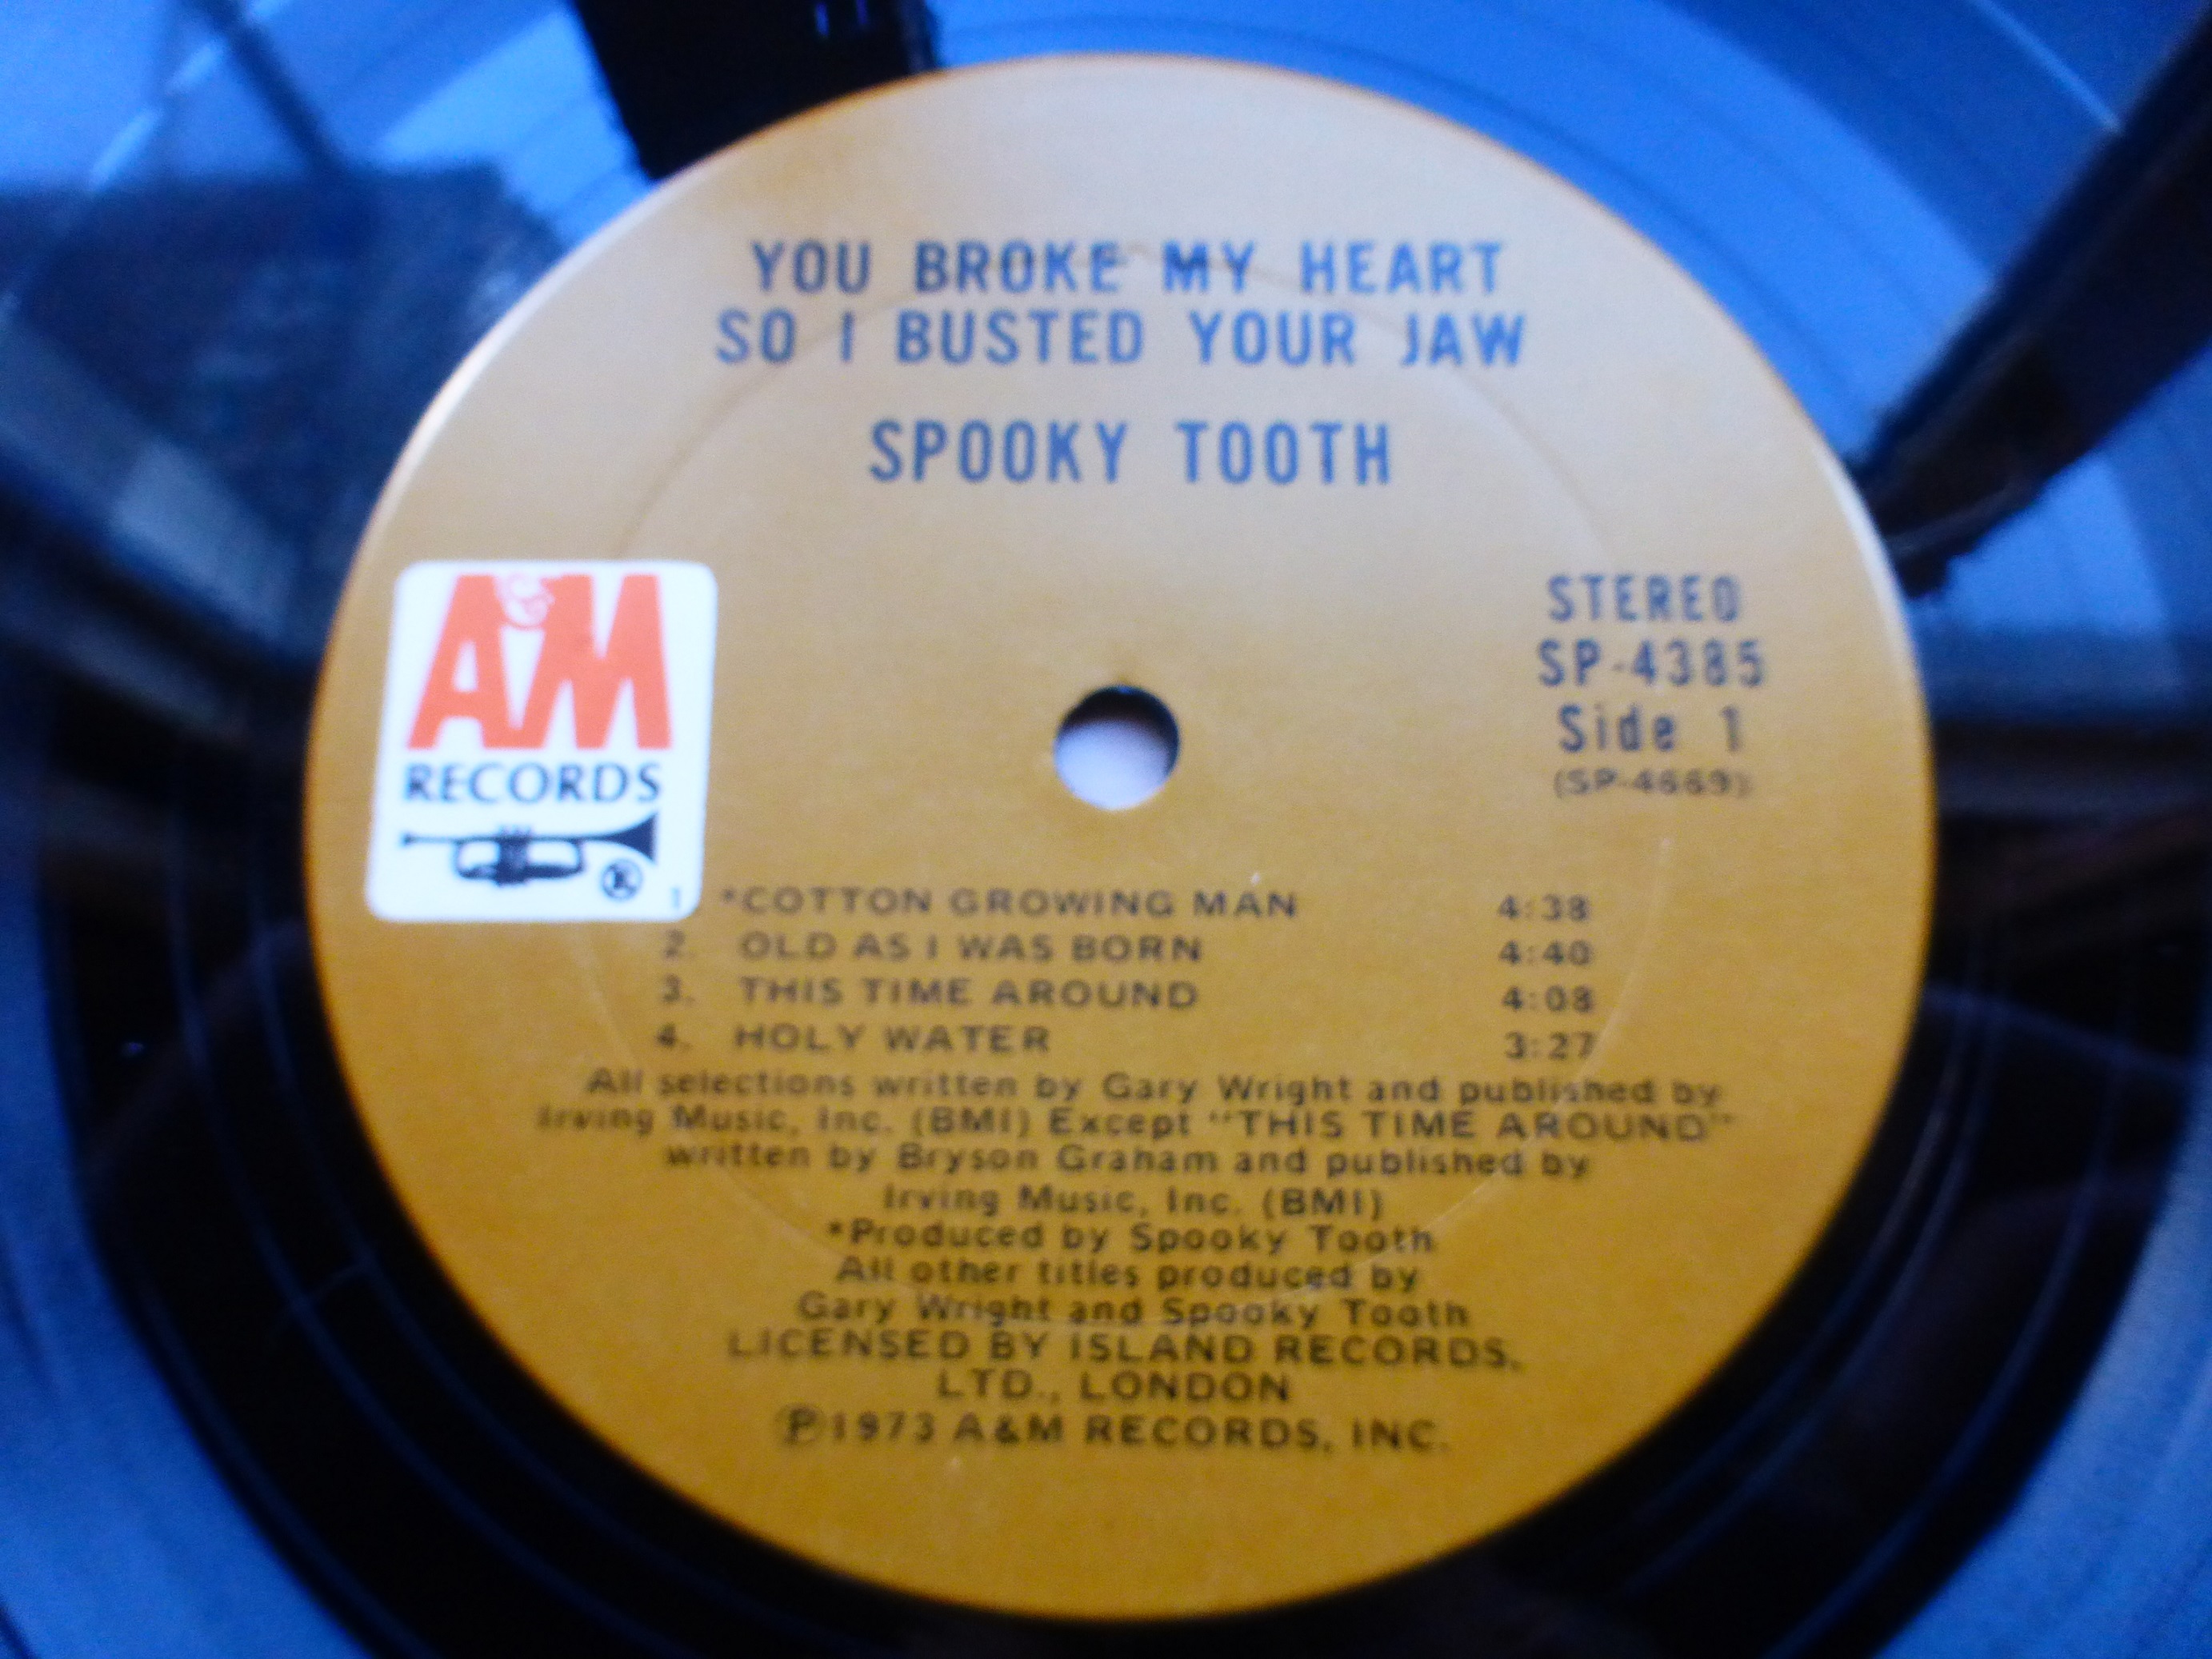 YOU BROKE MY HEART
SO I BUSTED YOUR JAW
SPOOKY TOOTH
A&M
RECORDS
®
STEREO
SP-4385
Side 1
(SP-4669)
1 *COTTON GROWING MAN 4:38
2. OLD AS I WAS BORN 4:40
3. THIS TIME AROUND 4:08
4. HOLY WATER 3:27
All selections written by Gary Wright and published by
Irving Music, Inc. (BMI) Except "THIS TIME AROUND"
written by Bryson Graham and published by
Irving Music, Inc. (BMI)
*Produced by Spooky Tooth
All other titles produced by
Gary Wright and Spooky Tooth
LICENSED BY ISLAND RECORDS,
LTD., LONDON
℗1973 A&M RECORDS, INC.